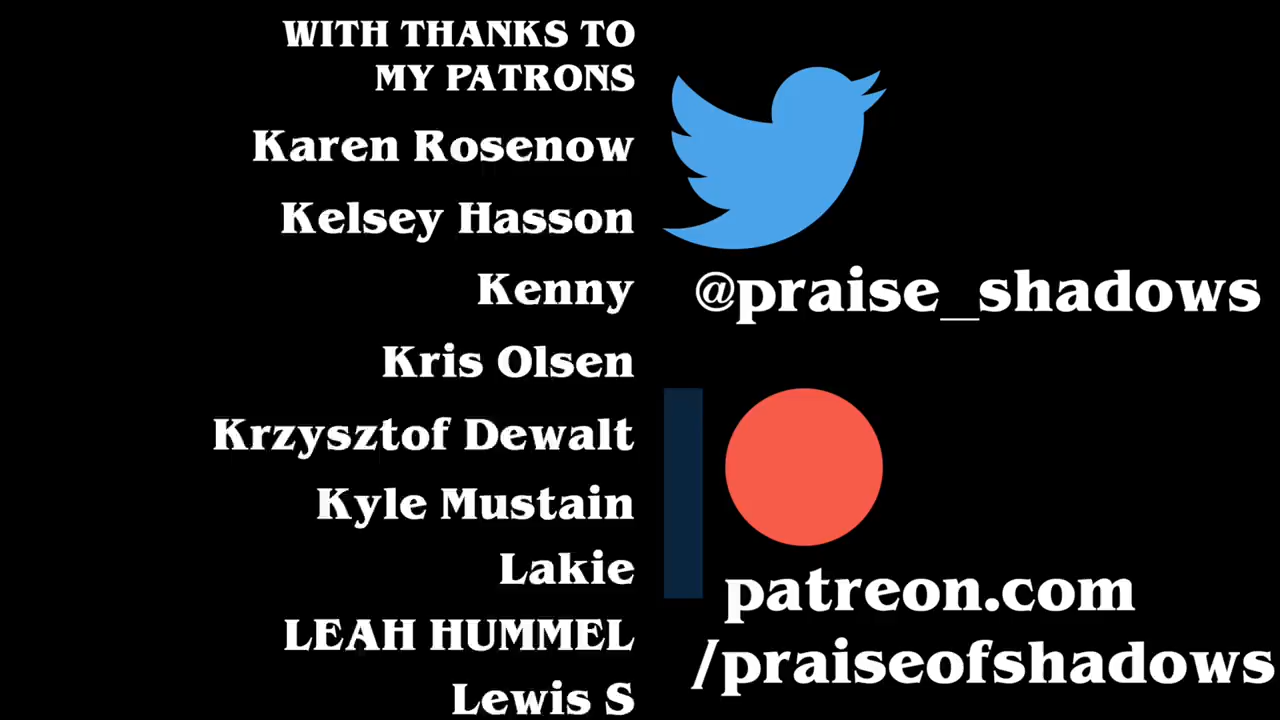 WITH THANKS TO
MY PATRONS
Karen Rosenow
Kelsey Hasson
Kenny
Kris Olsen
Krzysztof Dewalt
Kyle Mustain
Lakie
LEAH HUMMEL
Lewis S
@praise_shadows
patreon.com
/praiseofshadows